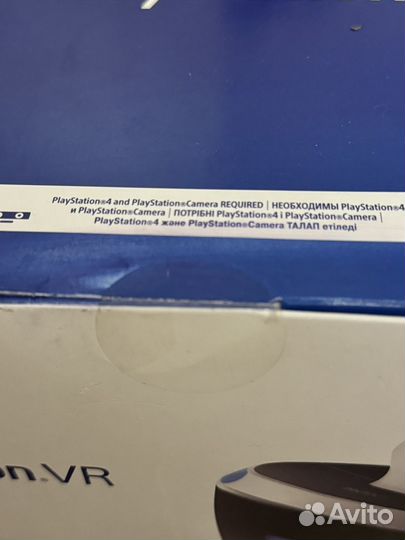 PlayStation®4 and PlayStation®Camera REQUIRED | НЕОБХОДИМЫ PlayStation®4
и PlayStation®Camera | ПОТРІБНІ PlayStation®4 і PlayStation®Camera |
PlayStation®4 және PlayStation®Camera ТАЛАП етіледі
on.VR
Avito